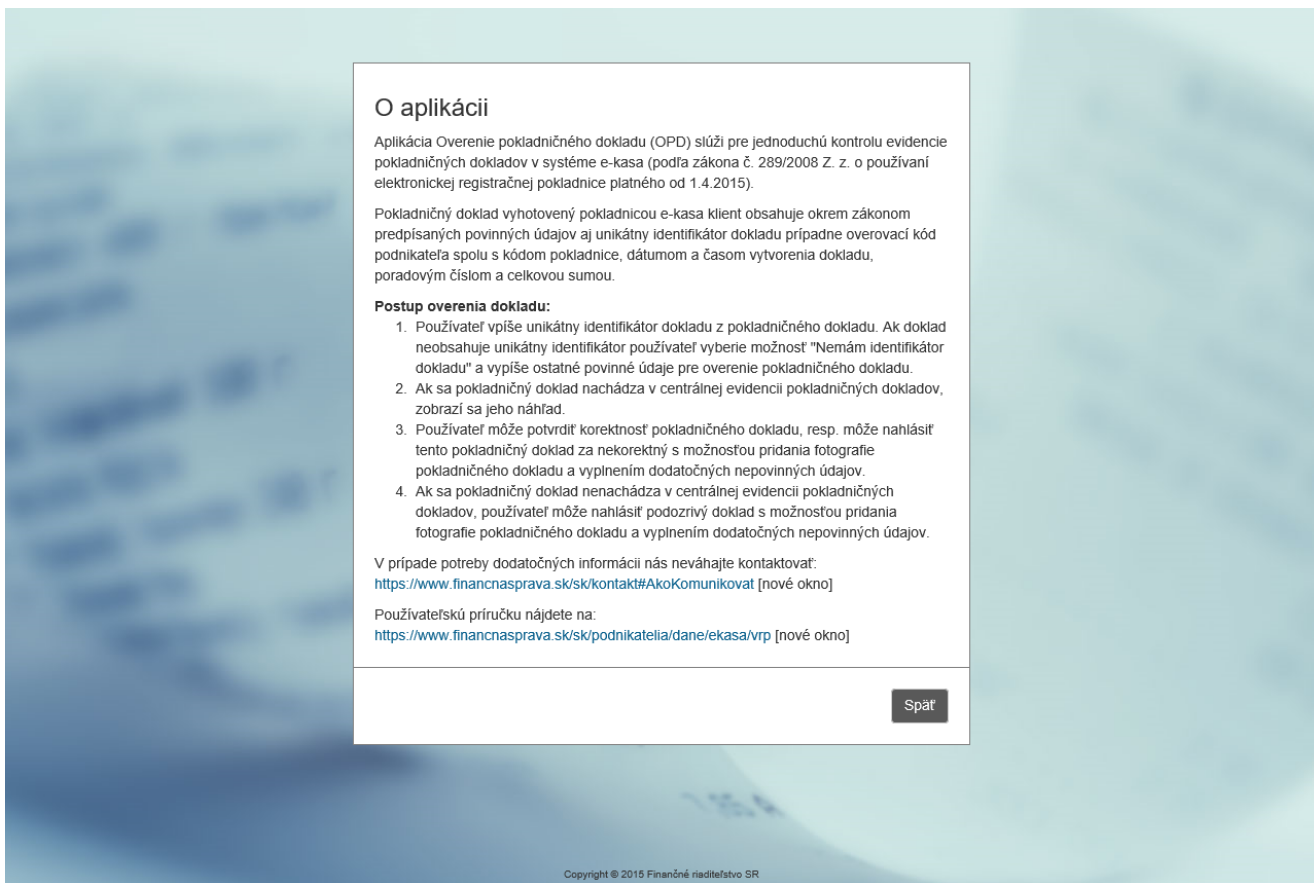 O aplikácii
Aplikácia Overenie pokladničného dokladu (OPD) slúži pre jednoduchú kontrolu evidencie
pokladničných dokladov v systéme e-kasa (podľa zákona č. 289/2008 Z. z. o používaní
elektronickej registračnej pokladnice platného od 1.4.2015).
Pokladničný doklad vyhotovený pokladnicou e-kasa klient obsahuje okrem zákonom
predpísaných povinných údajov aj unikátny identifikátor dokladu prípadne overovací kód
podnikateľa spolu s kódom pokladnice, dátumom a časom vytvorenia dokladu,
poradovým číslom a celkovou sumou.
Postup overenia dokladu:
1. Používateľ vpíše unikátny identifikátor dokladu z pokladničného dokladu. Ak doklad
neobsahuje unikátny identifikátor používateľ vyberie možnosť "Nemám identifikátor
dokladu" a vypíše ostatné povinné údaje pre overenie pokladničného dokladu.
2. Ak sa pokladničný doklad nachádza v centrálnej evidencii pokladničných dokladov,
zobrazí sa jeho náhľad.
3. Používateľ môže potvrdiť korektnosť pokladničného dokladu, resp. môže nahlásiť
tento pokladničný doklad za nekorektný s možnosťou pridania fotografie
pokladničného dokladu a vyplnením dodatočných nepovinných údajov.
4. Ak sa pokladničný doklad nenachádza v centrálnej evidencii pokladničných
dokladov, používateľ môže nahlásiť podozrivý doklad s možnosťou pridania
fotografie pokladničného dokladu a vyplnením dodatočných nepovinných údajov.
V prípade potreby dodatočných informácii nás neváhajte kontaktovať:
https://www.financnasprava.sk/sk/kontakt#AkoKomunikovat [nové okno]
Používateľskú príručku nájdete na:
https://www.financnasprava.sk/sk/podnikatelia/dane/ekasa/vrp [nové okno]
Späť
Copyright © 2015 Finančné riaditeľstvo SR